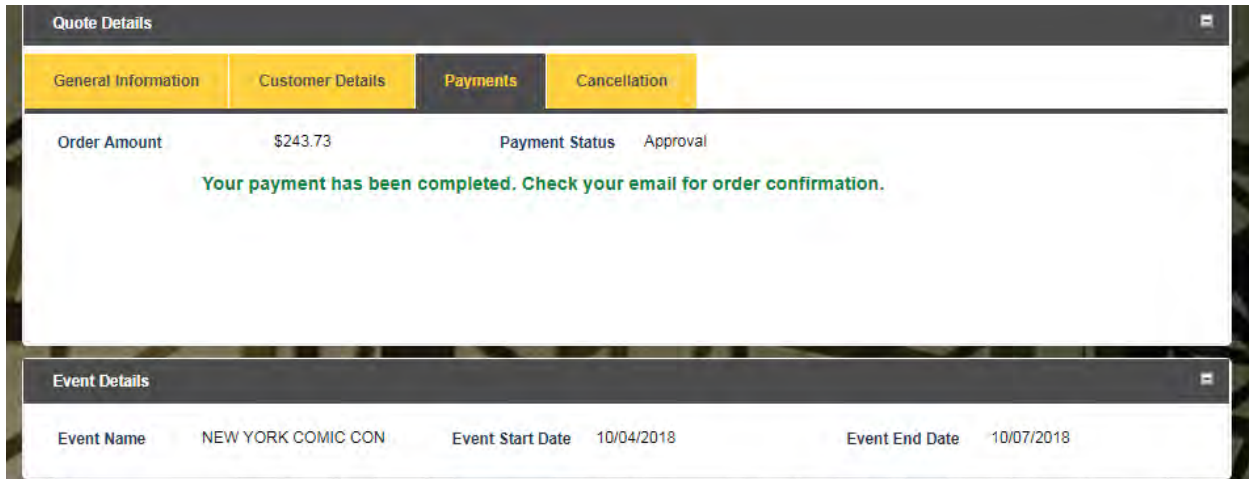 Quote Details
General Information Customer Details Payments Cancellation
Order Amount $243.73 Payment Status Approval
Your payment has been completed. Check your email for order confirmation.
Event Details
Event Name NEW YORK COMIC CON Event Start Date 10/04/2018 Event End Date 10/07/2018